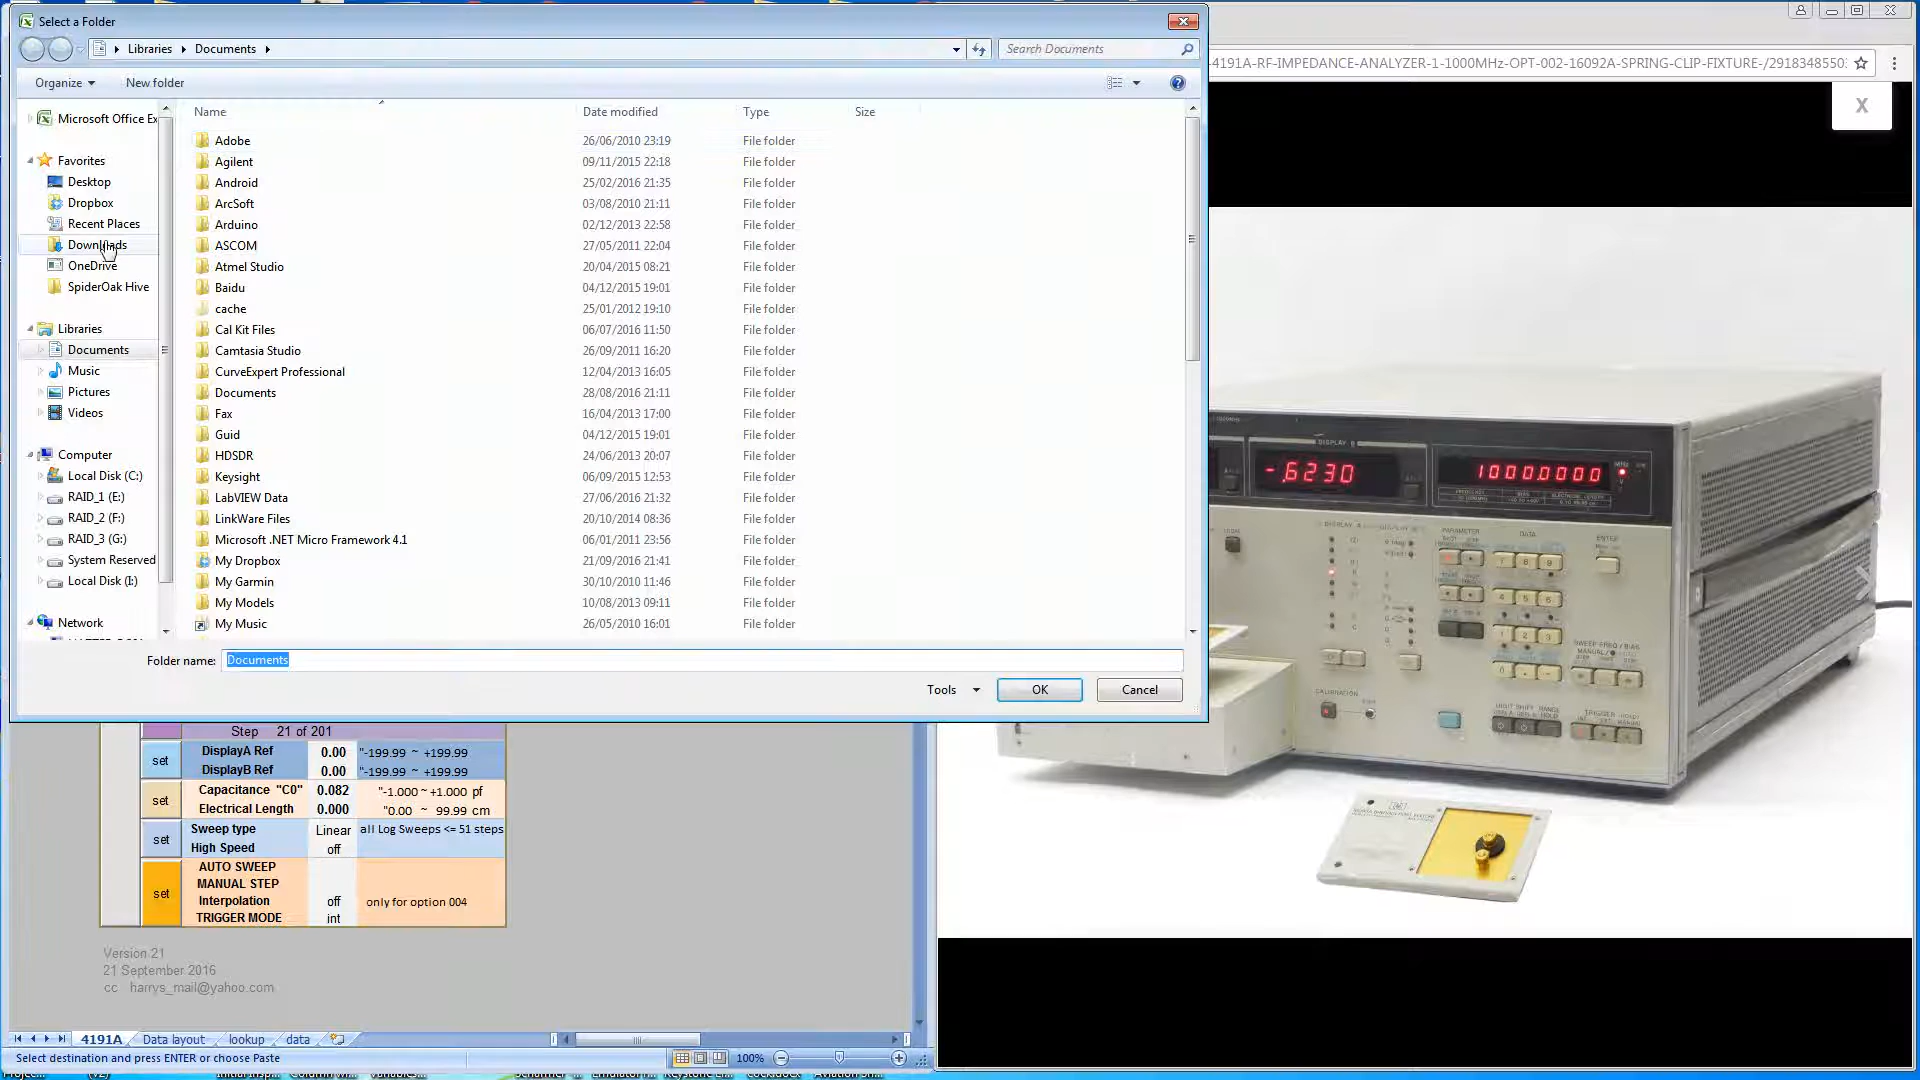 Select a Folder
Libraries
Documents
Search Documents
Organize
New folder
Name
Date modified
Type
Size
Microsoft Office Ex
Favorites
Desktop
Dropbox
Recent Places
Downloads
OneDrive
SpiderOak Hive
Libraries
Documents
Music
Pictures
Videos
Computer
Local Disk (C:)
RAID_1 (E:)
RAID_2 (F:)
RAID_3 (G:)
System Reserved
Local Disk (I:)
Network
Adobe 26/06/2010 23:19 File folder
Agilent 09/11/2015 22:18 File folder
Android 25/02/2016 21:35 File folder
ArcSoft 03/08/2010 21:11 File folder
Arduino 02/12/2013 22:58 File folder
ASCOM 27/05/2011 22:04 File folder
Atmel Studio 20/04/2015 08:21 File folder
Baidu 04/12/2015 19:01 File folder
cache 25/01/2012 19:10 File folder
Cal Kit Files 06/07/2016 11:50 File folder
Camtasia Studio 26/09/2011 16:20 File folder
CurveExpert Professional 12/04/2013 16:05 File folder
Documents 28/08/2016 21:11 File folder
Fax 16/04/2013 17:00 File folder
Guid 04/12/2015 19:01 File folder
HDSDR 24/06/2013 20:07 File folder
Keysight 06/09/2015 12:53 File folder
LabVIEW Data 27/06/2016 21:32 File folder
LinkWare Files 20/10/2014 08:36 File folder
Microsoft .NET Micro Framework 4.1 06/01/2011 23:56 File folder
My Dropbox 21/09/2016 21:41 File folder
My Garmin 30/10/2010 11:46 File folder
My Models 10/08/2013 09:11 File folder
My Music 26/05/2010 16:01 File folder
Folder name: Documents
Tools
OK
Cancel
Step 21 of 201
set DisplayA Ref 0.00 "-199.99 ~ +199.99
DisplayB Ref 0.00 "-199.99 ~ +199.99
set Capacitance "C0" 0.082 "-1.000 ~ +1.000 pf
Electrical Length 0.000 "0.00 ~ 99.99 cm
set Sweep type Linear all Log Sweeps <= 51 steps
High Speed off
set AUTO SWEEP
MANUAL STEP
Interpolation off only for option 004
TRIGGER MODE int
Version 21
21 September 2016
cc harrys_mail@yahoo.com
4191A Data layout lookup data
Select destination and press ENTER or choose Paste
100%
-4191A-RF-IMPEDANCE-ANALYZER-1-1000MHz-OPT-002-16092A-SPRING-CLIP-FIXTURE-/2918348550
X
DISPLAY B
-.6230
1000.0000
PARAMETER
DATA
ENTER
CALIBRATION
7 8 9
4 5 6
1 2 3